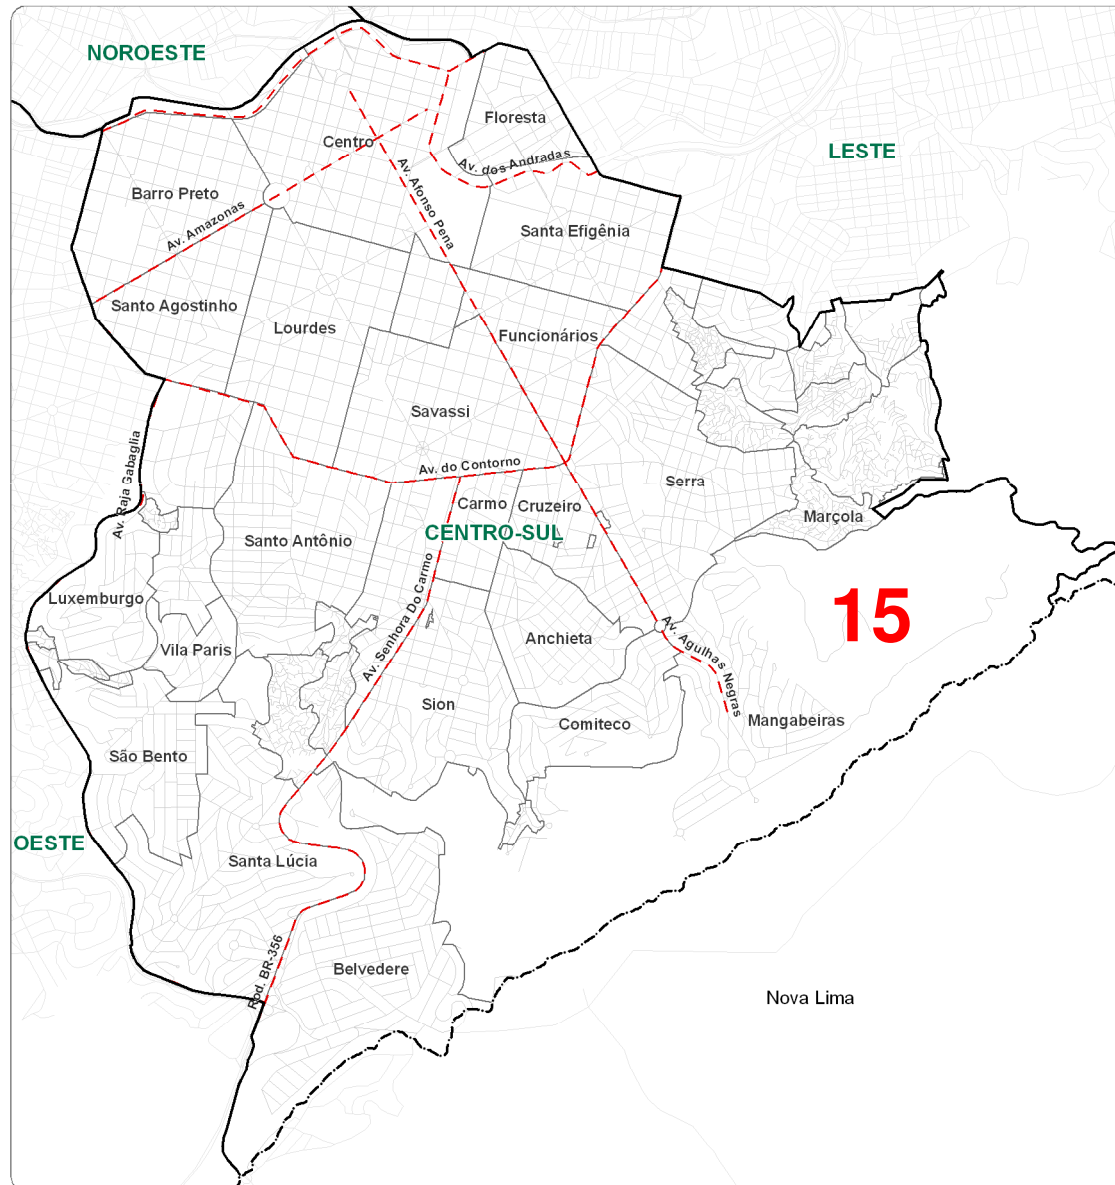 NOROESTE
Floresta
Centro
LESTE
Av. dos Andradas
Barro Preto
Av. Afonso Pena
Av. Amazonas
Santa Efigênia
Santo Agostinho
Lourdes
Funcionários
Savassi
Av. do Contorno
Av. Raja Gabaglia
Serra
Carmo
Cruzeiro
Marçola
CENTRO-SUL
Santo Antônio
Luxemburgo
15
Av. Senhora Do Carmo
Vila Paris
Anchieta
Av. Agulhas Negras
Sion
Comiteco
Mangabeiras
São Bento
OESTE
Santa Lúcia
Rod. BR-356
Belvedere
Nova Lima